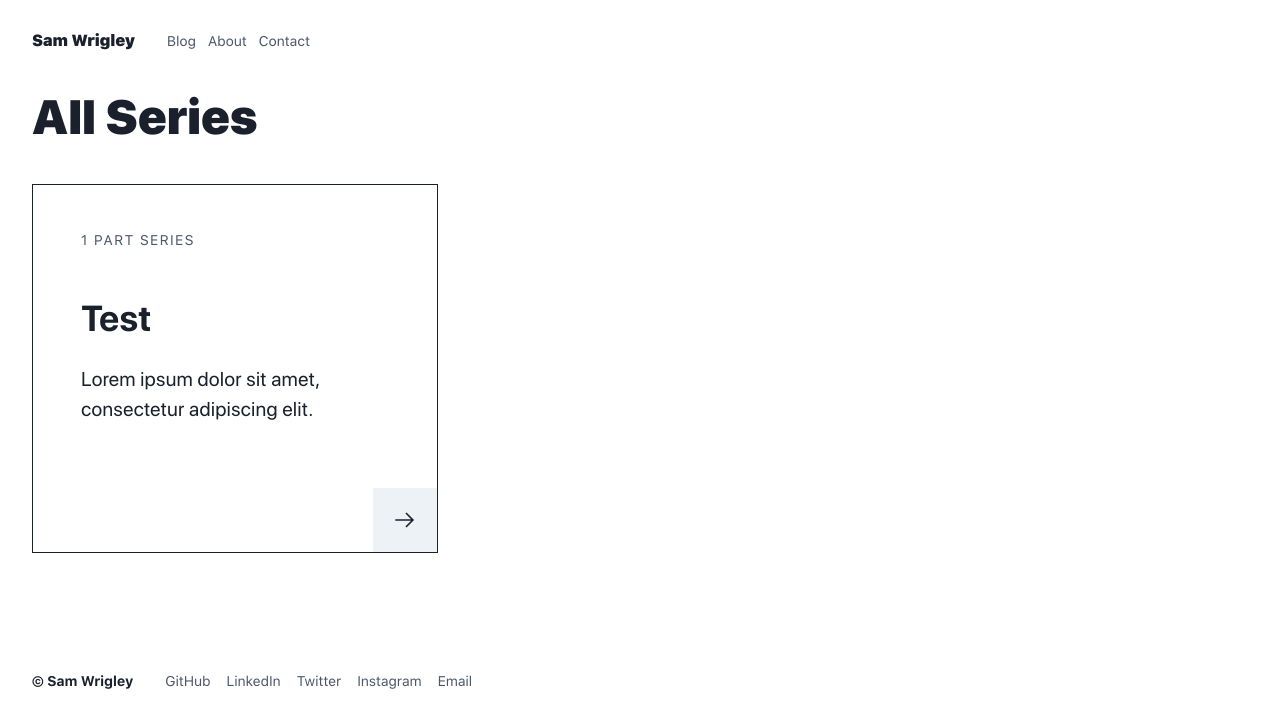 Sam Wrigley Blog About Contact
All Series
1 PART SERIES
Test
Lorem ipsum dolor sit amet,
consectetur adipiscing elit.
© Sam Wrigley GitHub LinkedIn Twitter Instagram Email